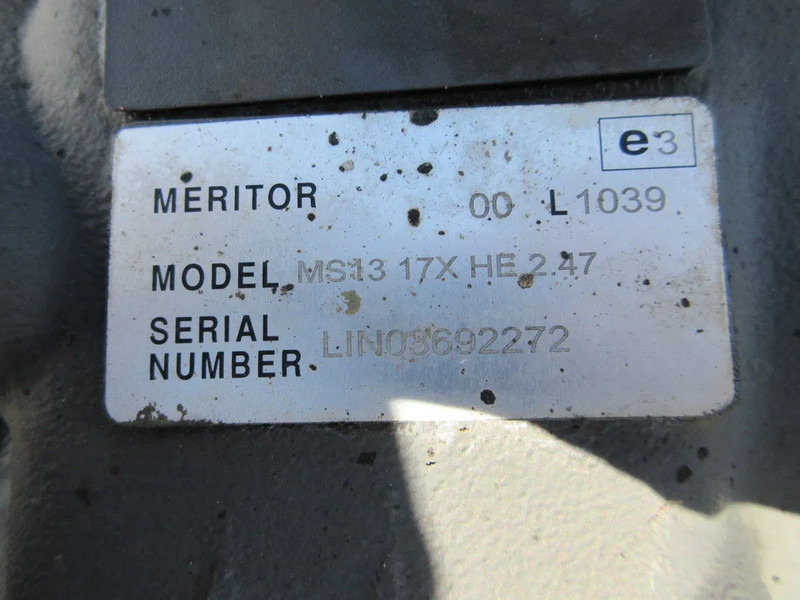 e3
MERITOR 00 L1039
MODEL MS13 17X HE 2.47
SERIAL
NUMBER LIN03692272